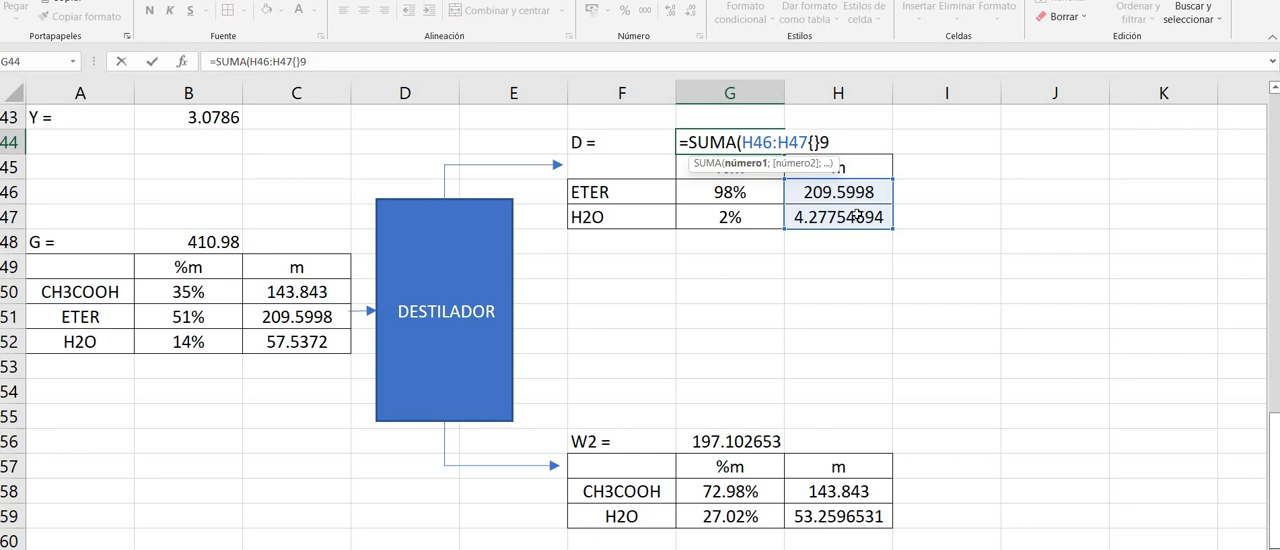 Pegar
Copiar formato
N K S
A
Combinar y centrar
% 000
Formato condicional
Dar formato como tabla
Estilos de celda
Insertar Eliminar Formato
Borrar
Ordenar y filtrar
Buscar y seleccionar
Portapapeles Fuente Alineación Número Estilos Celdas Edición
G44 fx =SUMA(H46:H47{}9
A B C D E F G H I J K
43 Y = 3.0786
44 D = =SUMA(H46:H47{}9
45 SUMA(número1; [número2]; ...) m
46 ETER 98% 209.5998
47 H2O 2% 4.27754694
48 G = 410.98
49 %m m
50 CH3COOH 35% 143.843
51 ETER 51% 209.5998
DESTILADOR
52 H2O 14% 57.5372
53
54
55
56 W2 = 197.102653
57 %m m
58 CH3COOH 72.98% 143.843
59 H2O 27.02% 53.2596531
60